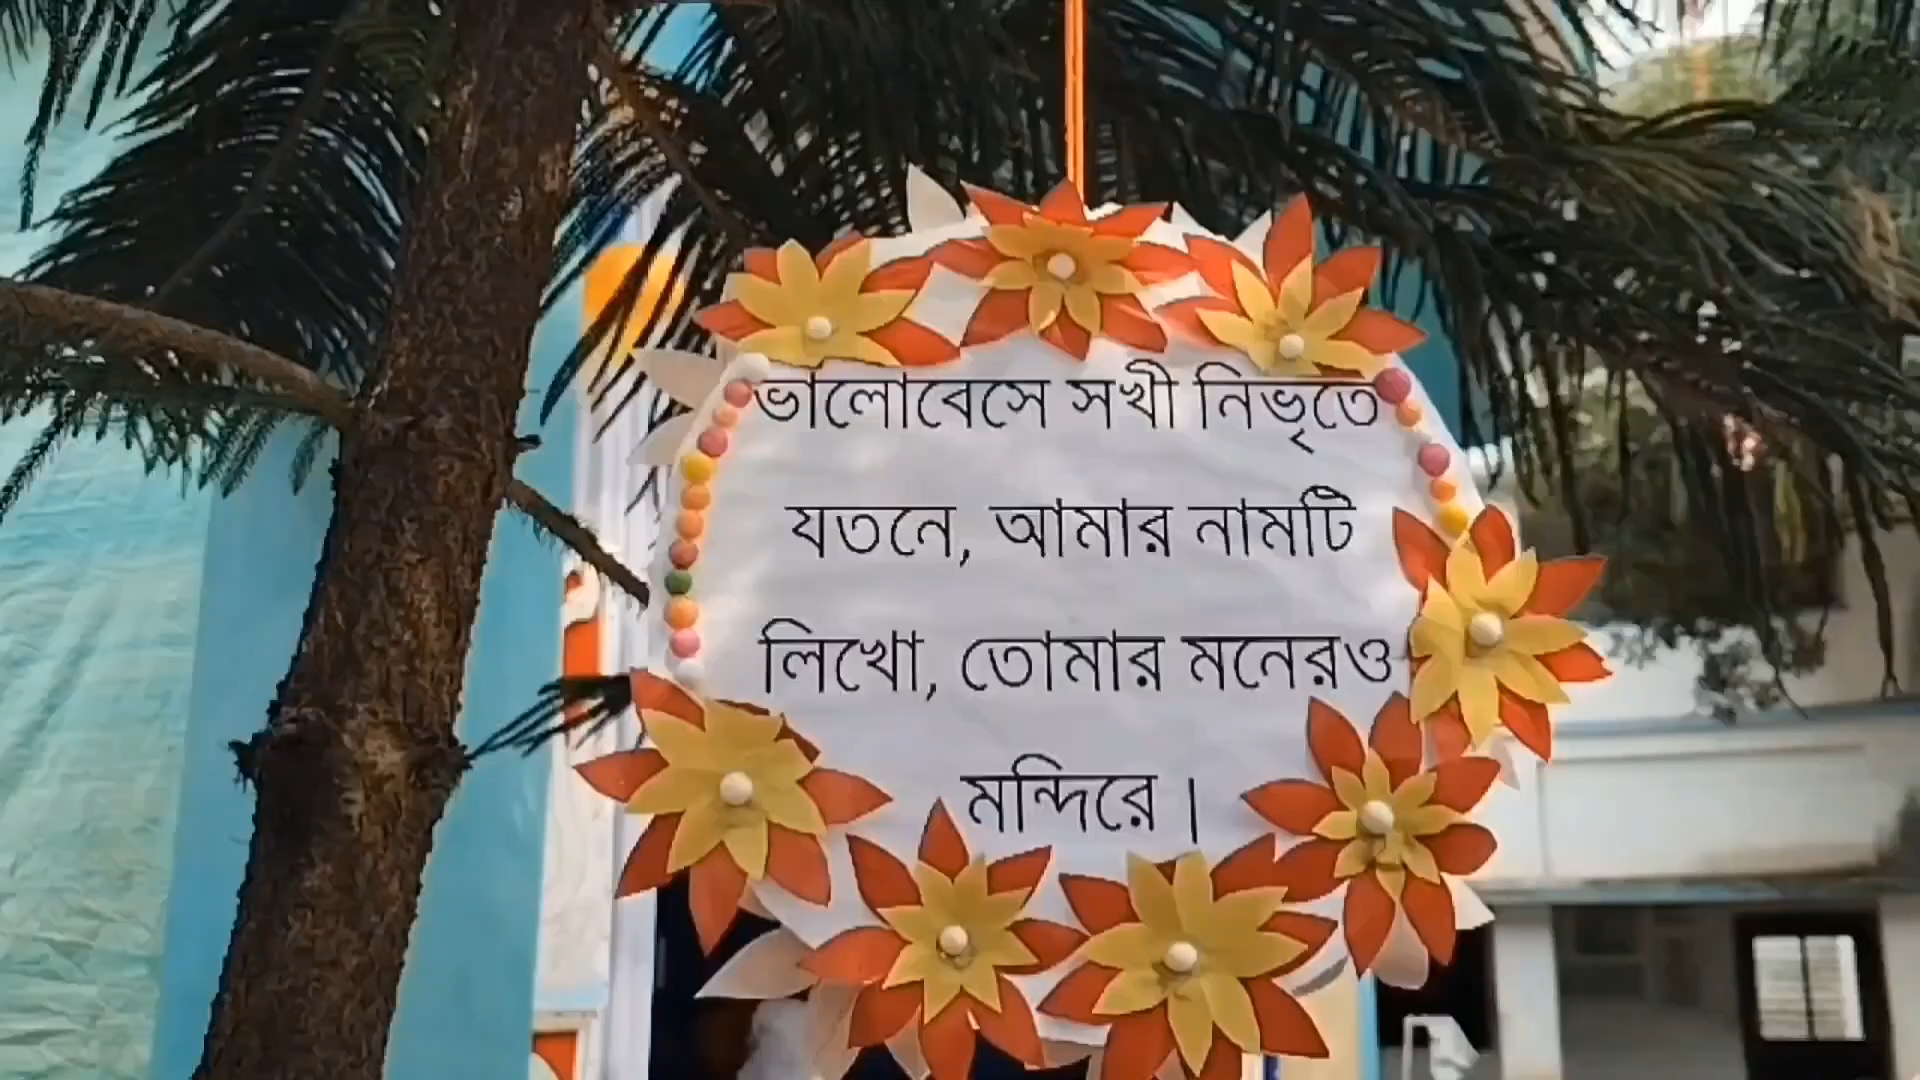 ভালোবেসে সখী নিভৃতে
যতনে, আমার নামটি
লিখো, তোমার মনেরও
মন্দিরে।